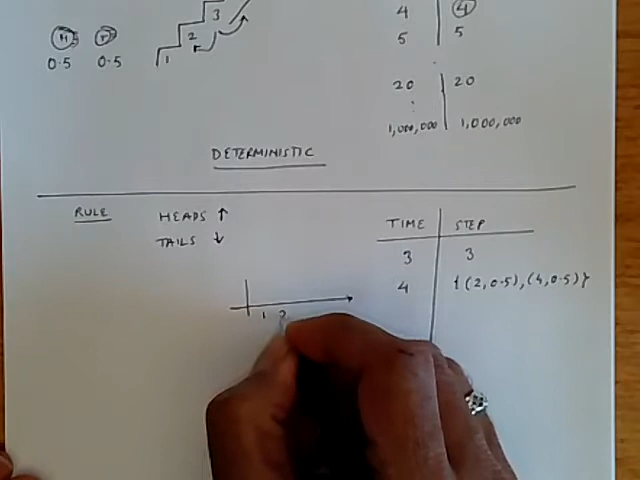 H T
0.5 0.5
1 2 3
4 | 4
5 | 5
20 | 20
1,000,000 | 1,000,000
DETERMINISTIC
RULE HEADS ↑
TAILS ↓
TIME | STEP
3 | 3
4 | {(2,0.5),(4,0.5)}
1 2